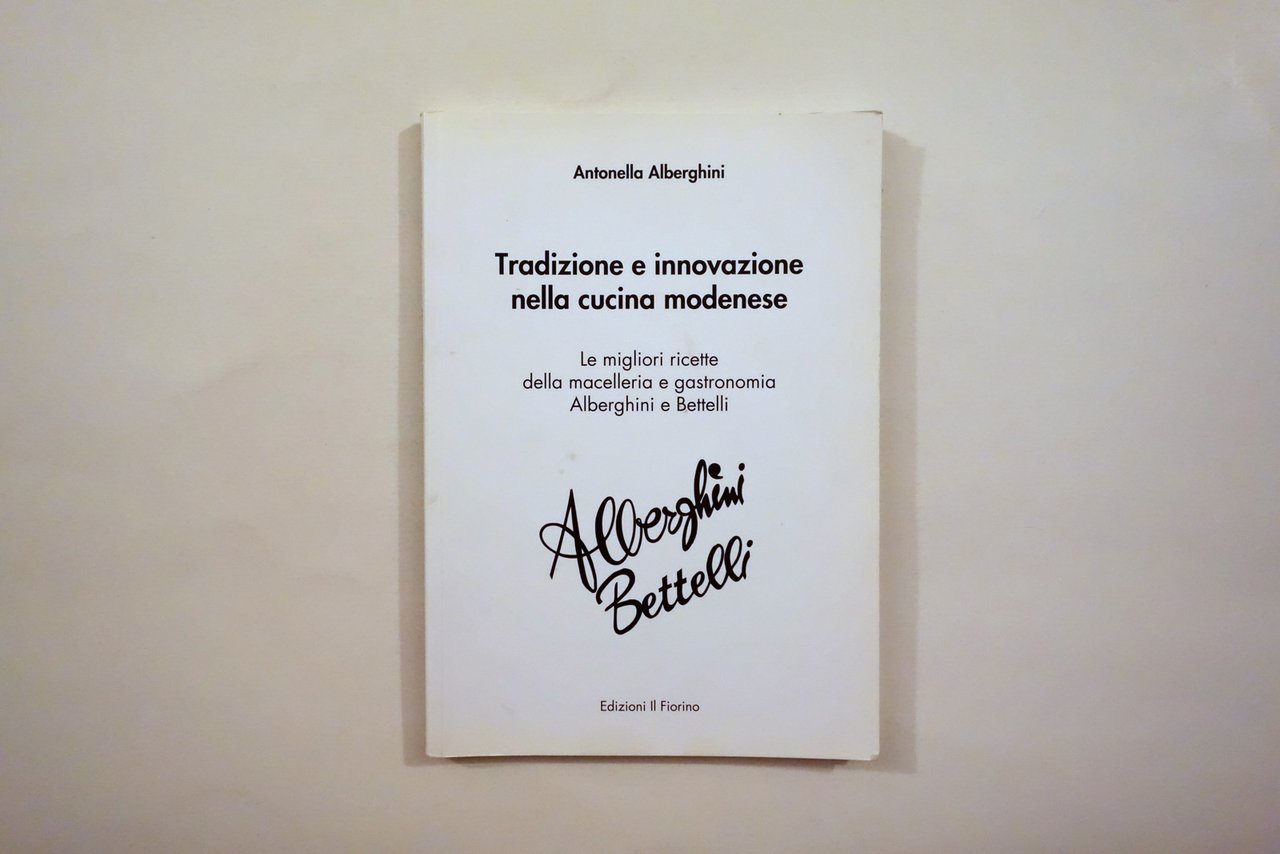 Antonella Alberghini
Tradizione e innovazione
nella cucina modenese
Le migliori ricette
della macelleria e gastronomia
Alberghini e Bettelli
Alberghini
Bettelli
Edizioni Il Fiorino